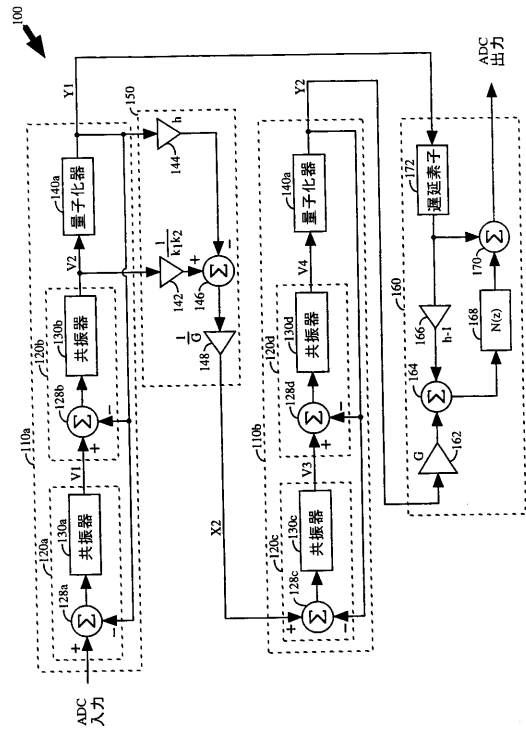 100
110a
120a
120b
ADC
入力
+
128a
Σ
−
130a
共振器
V1
+
128b
Σ
−
130b
共振器
V2
140a
量子化器
Y1
150
1
k1k2
142
144
h
+
146
Σ
−
1
G
148
X2
110b
120c
120d
+
128c
Σ
−
130c
共振器
V3
128d
Σ
−
130d
共振器
V4
140a
量子化器
Y2
160
G
162
164
Σ
166
h-1
172
遅延素子
168
N(z)
170
Σ
ADC
出力